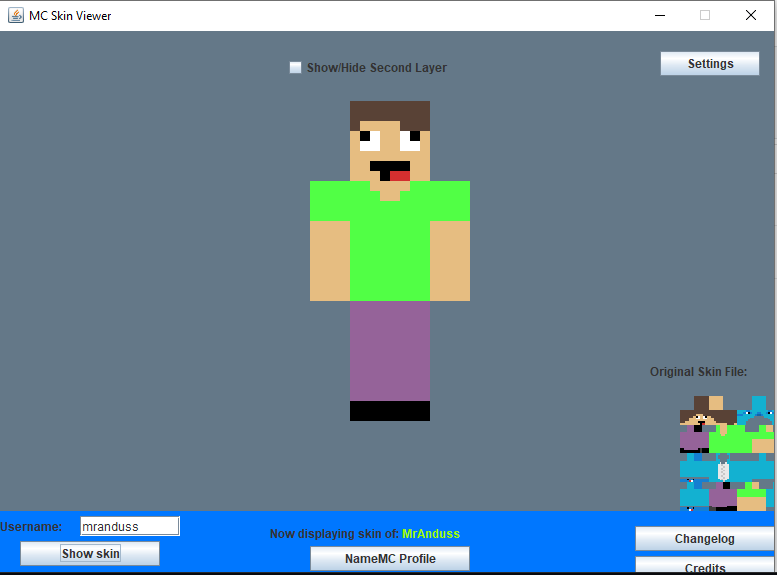 MC Skin Viewer
Show/Hide Second Layer
Settings
Original Skin File:
Username:
mranduss
Show skin
Now displaying skin of: MrAnduss
NameMC Profile
Changelog
Credits